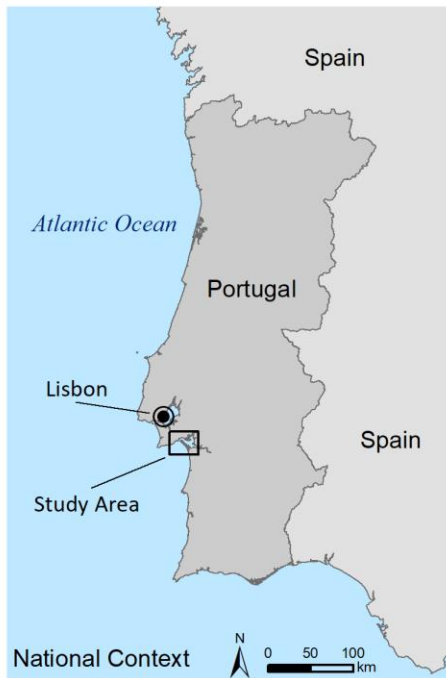 Spain
Atlantic Ocean
Portugal
Lisbon
Spain
Study Area
N
National Context
0 50 100
km